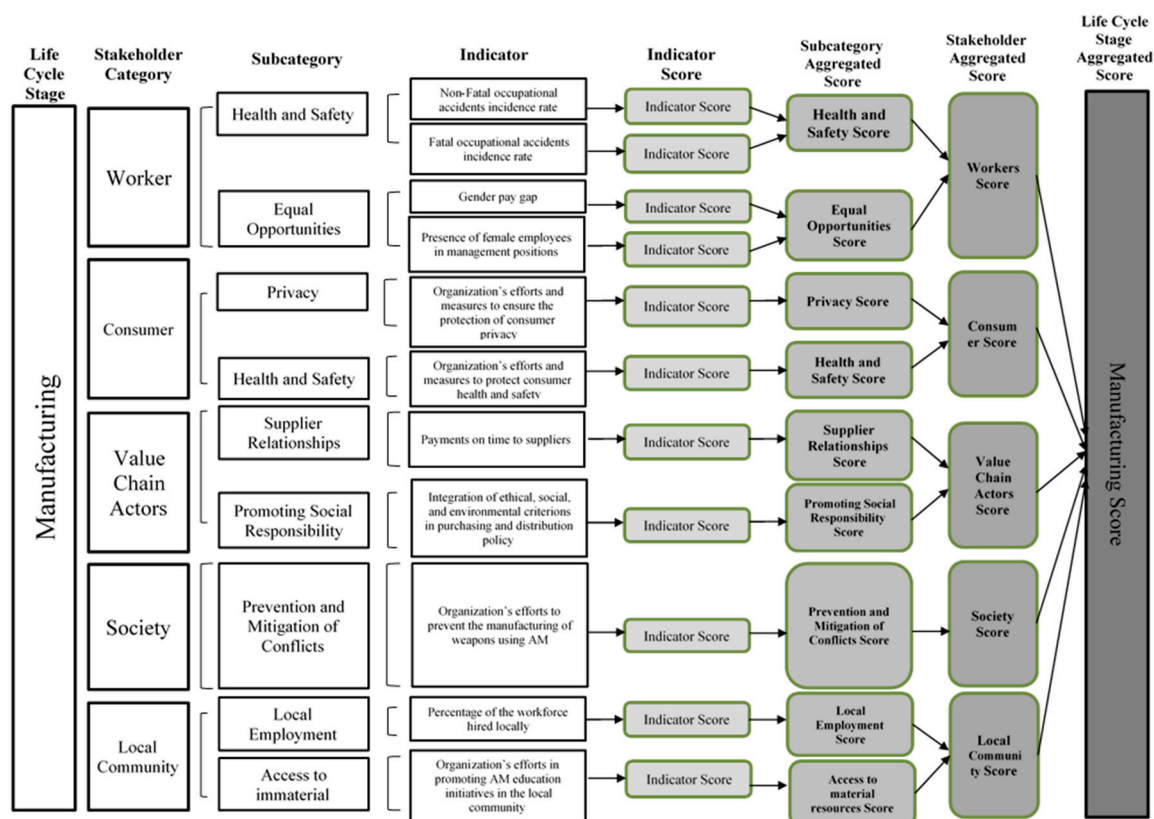 Life
Cycle
Stage
Stakeholder
Category
Subcategory
Indicator
Indicator
Score
Subcategory
Aggregated
Score
Stakeholder
Aggregated
Score
Life Cycle
Stage
Aggregated
Score
Manufacturing
Worker
Health and Safety
Non-Fatal occupational
accidents incidence rate
Indicator Score
Fatal occupational accidents
incidence rate
Indicator Score
Health and
Safety Score
Equal
Opportunities
Gender pay gap
Indicator Score
Presence of female employees
in management positions
Indicator Score
Equal
Opportunities
Score
Workers
Score
Consumer
Privacy
Organization's efforts and
measures to ensure the
protection of consumer
privacy
Indicator Score
Privacy Score
Health and Safety
Organization's efforts and
measures to protect consumer
health and safety
Indicator Score
Health and
Safety Score
Consum
er Score
Value
Chain
Actors
Supplier
Relationships
Payments on time to suppliers
Indicator Score
Supplier
Relationships
Score
Promoting Social
Responsibility
Integration of ethical, social,
and environmental criterions
in purchasing and distribution
policy
Indicator Score
Promoting Social
Responsibility
Score
Value
Chain
Actors
Score
Society
Prevention and
Mitigation of
Conflicts
Organization's efforts to
prevent the manufacturing of
weapons using AM
Indicator Score
Prevention and
Mitigation of
Conflicts Score
Society
Score
Local
Community
Local
Employment
Percentage of the workforce
hired locally
Indicator Score
Local
Employment
Score
Access to
immaterial
Organization's efforts in
promoting AM education
initiatives in the local
community
Indicator Score
Access to
material
resources Score
Local
Communi
ty Score
Manufacturing Score